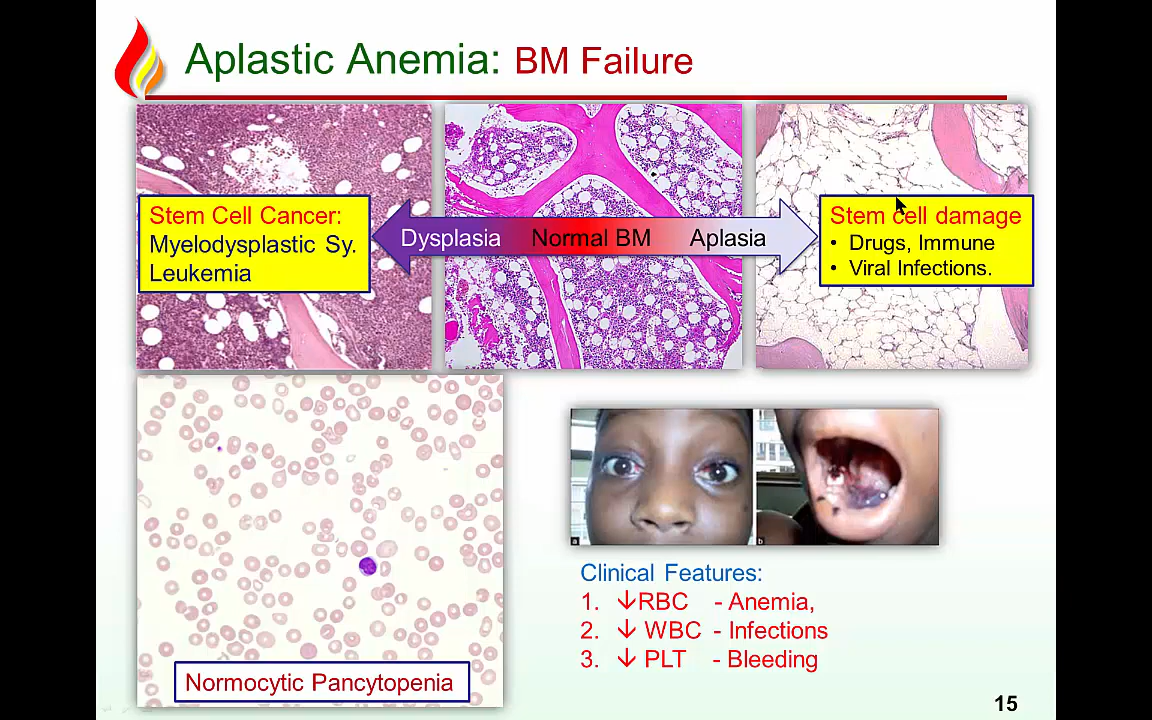 Aplastic Anemia: BM Failure
Stem Cell Cancer:
Myelodysplastic Sy.
Leukemia
Dysplasia Normal BM Aplasia
Stem cell damage
• Drugs, Immune
• Viral Infections.
Normocytic Pancytopenia
a
b
Clinical Features:
1. ↓RBC - Anemia,
2. ↓ WBC - Infections
3. ↓ PLT - Bleeding
15